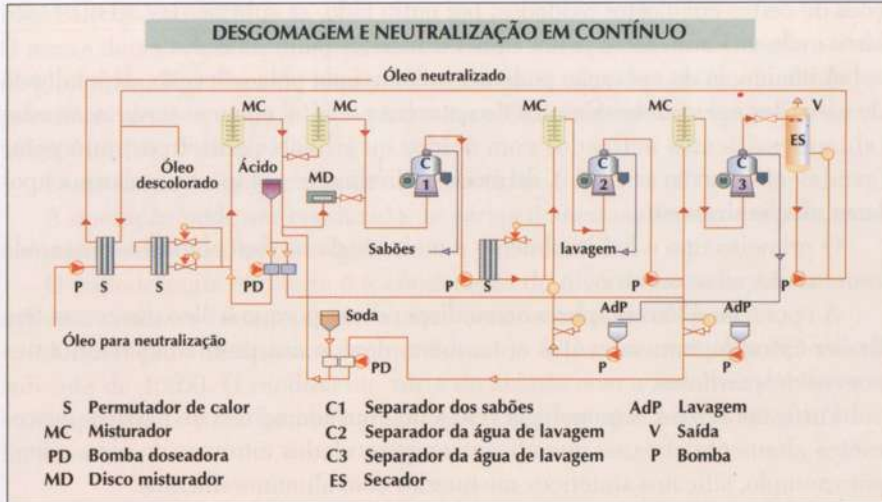 DESGOMAGEM E NEUTRALIZAÇÃO EM CONTÍNUO
Óleo neutralizado
MC MC MC MC V
ES
Óleo
descolorado
Ácido
MD
C
1
C
2
C
3
Sabões
lavagem
P S S PD P S P P
AdP AdP
Soda
Óleo para neutralização
PD P P
S Permutador de calor
MC Misturador
PD Bomba doseadora
MD Disco misturador
C1 Separador dos sabões
C2 Separador da água de lavagem
C3 Separador da água de lavagem
ES Secador
AdP Lavagem
V Saída
P Bomba